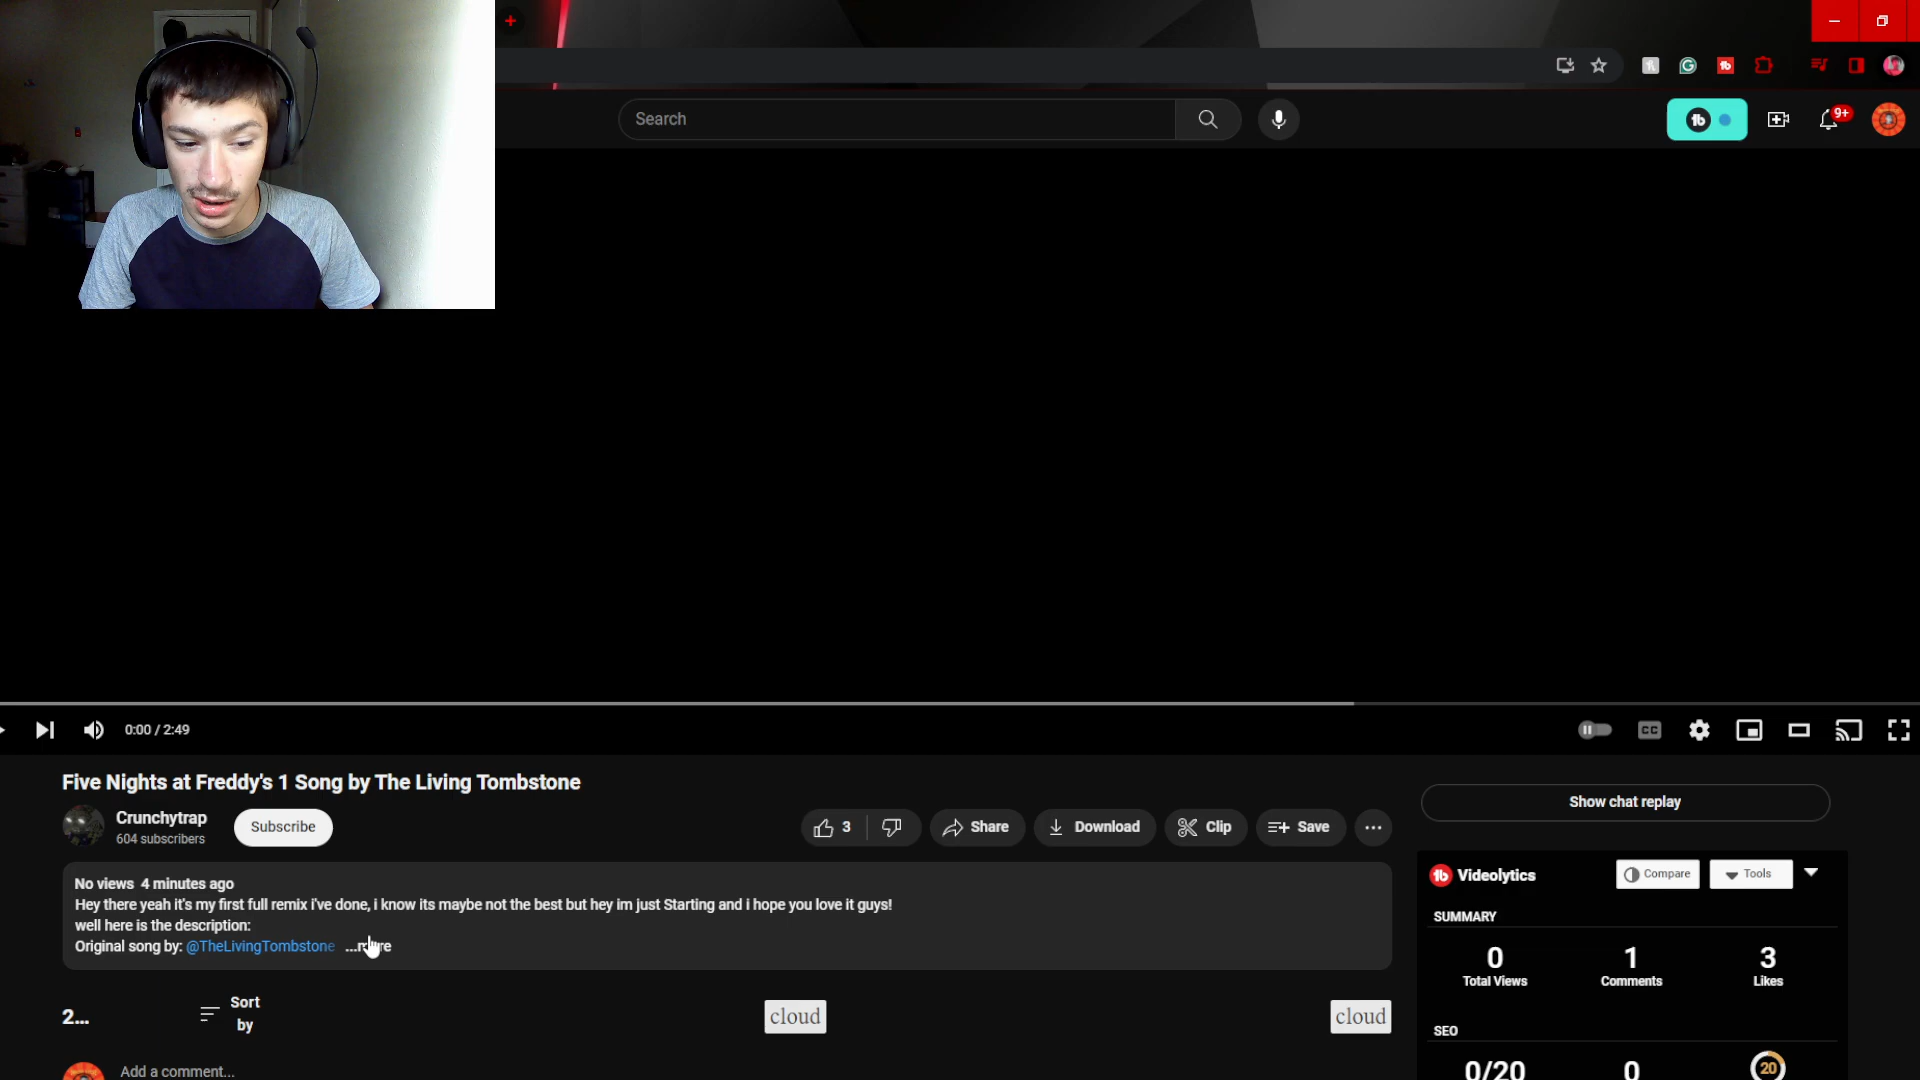 Search
9+
0:00 / 2:49
CC
Five Nights at Freddy's 1 Song by The Living Tombstone
Crunchytrap
604 subscribers
Subscribe
3
Share
Download
Clip
Save
Show chat replay
No views 4 minutes ago
Hey there yeah it's my first full remix i've done, i know its maybe not the best but hey im just Starting and i hope you love it guys!
well here is the description:
Original song by: @TheLivingTombstone ...more
Videolytics
Compare
Tools
SUMMARY
0
Total Views
1
Comments
3
Likes
2...
Sort
by
cloud
cloud
SEO
0/20
0
20
Add a comment...